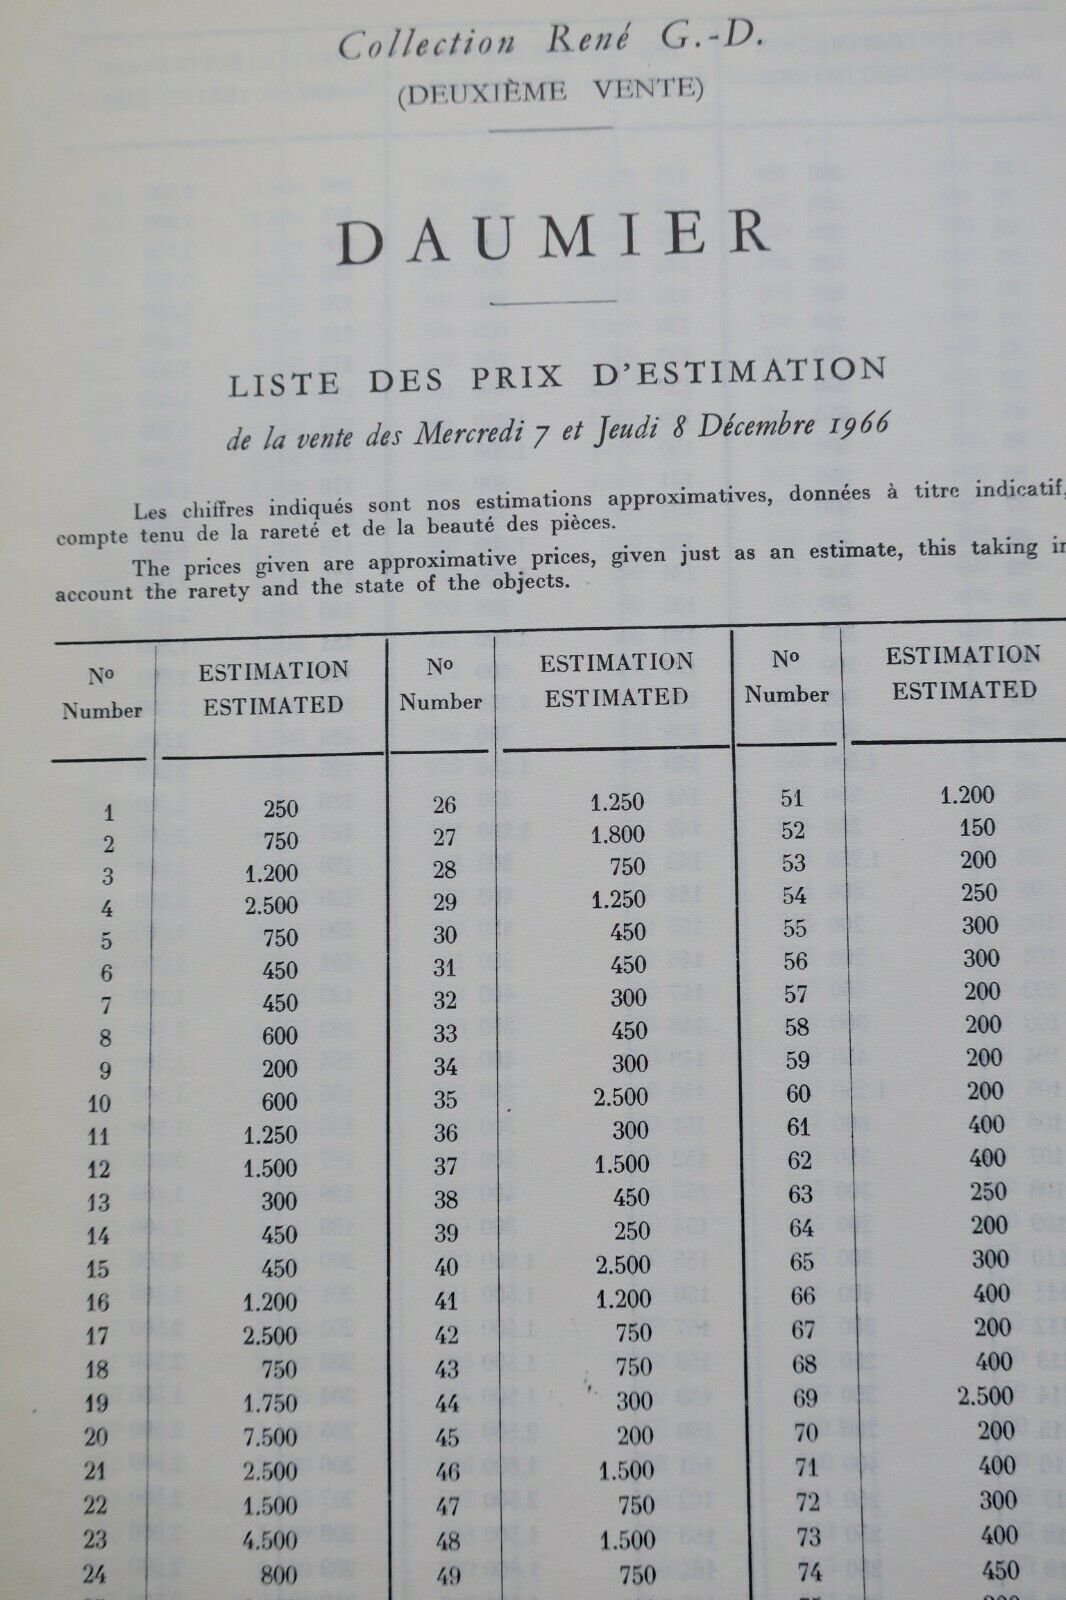 Collection René G.-D.
(DEUXIÈME VENTE)
DAUMIER
LISTE DES PRIX D'ESTIMATION
de la vente des Mercredi 7 et Jeudi 8 Décembre 1966
Les chiffres indiqués sont nos estimations approximatives, données à titre indicatif,
compte tenu de la rareté et de la beauté des pièces.
The prices given are approximative prices, given just as an estimate, this taking in
account the rarety and the state of the objects.
No ESTIMATION No ESTIMATION No ESTIMATION
Number ESTIMATED Number ESTIMATED Number ESTIMATED
1 250 26 1.250 51 1.200
2 750 27 1.800 52 150
3 1.200 28 750 53 200
4 2.500 29 1.250 54 250
5 750 30 450 55 300
6 450 31 450 56 300
7 450 32 300 57 200
8 600 33 450 58 200
9 200 34 300 59 200
10 600 35 2.500 60 200
11 1.250 36 300 61 400
12 1.500 37 1.500 62 400
13 300 38 450 63 250
14 450 39 250 64 200
15 450 40 2.500 65 300
16 1.200 41 1.200 66 400
17 2.500 42 750 67 200
18 750 43 750 68 400
19 1.750 44 300 69 2.500
20 7.500 45 200 70 200
21 2.500 46 1.500 71 400
22 1.500 47 750 72 300
23 4.500 48 1.500 73 400
24 800 49 750 74 450